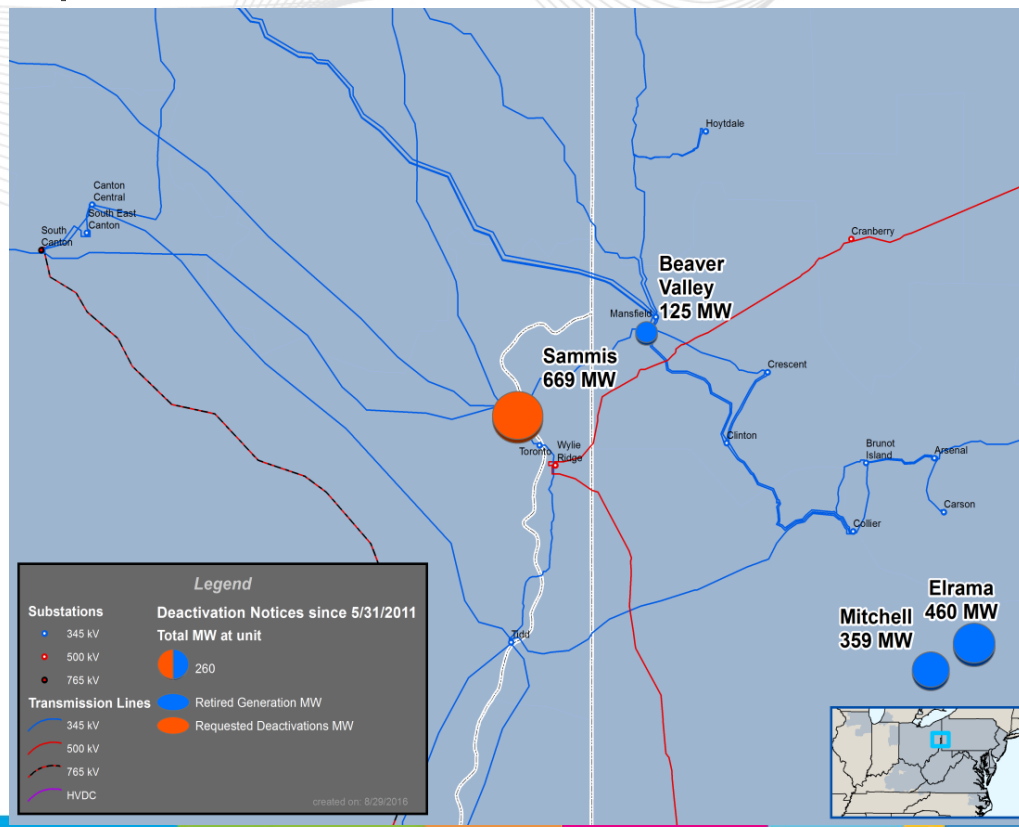 Hoytdale
Canton
Central
South East
Canton
South
Canton
Cranberry
Beaver
Valley
125 MW
Mansfield
Sammis
669 MW
Crescent
Toronto
Wylie
Ridge
Clinton
Brunot
Island
Arsenal
Carson
Collier
Tidd
Elrama
460 MW
Mitchell
359 MW
Legend
Substations
345 kV
500 kV
765 kV
Transmission Lines
345 kV
500 kV
765 kV
HVDC
Deactivation Notices since 5/31/2011
Total MW at unit
260
Retired Generation MW
Requested Deactivations MW
created on: 8/29/2016